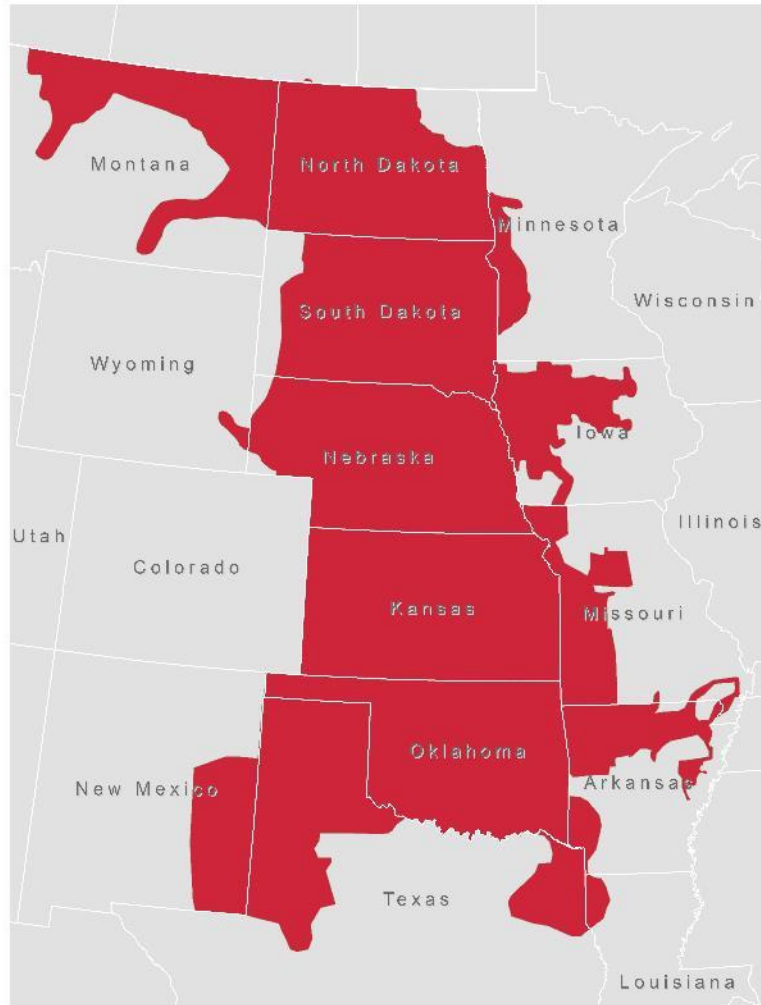 Montana
North Dakota
Minnesota
Wisconsin
South Dakota
Wyoming
Iowa
Nebraska
Illinois
Utah
Colorado
Kansas
Missouri
Oklahoma
New Mexico
Arkansas
Texas
Louisiana